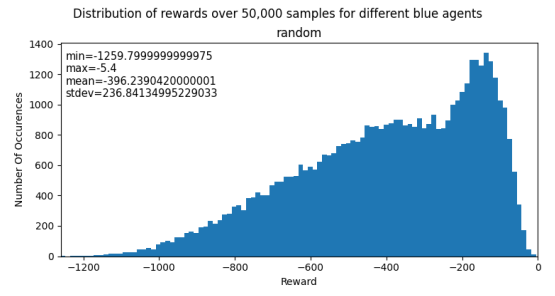 Distribution of rewards over 50,000 samples for different blue agents
random
min=-1259.7999999999975
max=-5.4
mean=-396.2390420000001
stdev=236.84134995229033
1400
1200
1000
800
600
400
200
0
Number Of Occurences
−1200 −1000 −800 −600 −400 −200 0
Reward